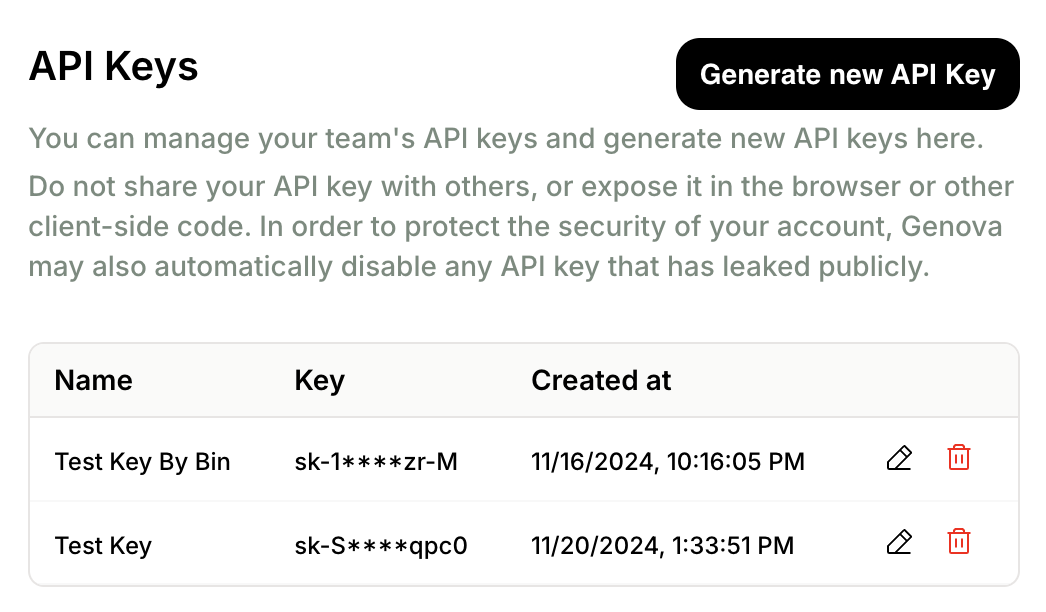 API Keys
Generate new API Key
You can manage your team's API keys and generate new API keys here.
Do not share your API key with others, or expose it in the browser or other
client-side code. In order to protect the security of your account, Genova
may also automatically disable any API key that has leaked publicly.
Name Key Created at
Test Key By Bin sk-1****zr-M 11/16/2024, 10:16:05 PM
Test Key sk-S****qpc0 11/20/2024, 1:33:51 PM